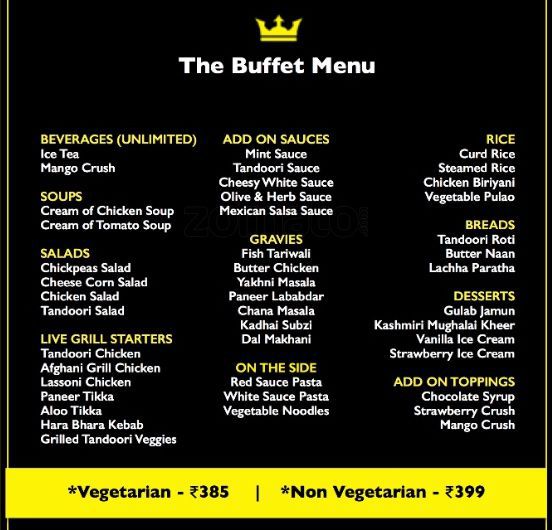 The Buffet Menu
BEVERAGES (UNLIMITED)
Ice Tea
Mango Crush
SOUPS
Cream of Chicken Soup
Cream of Tomato Soup
SALADS
Chickpeas Salad
Cheese Corn Salad
Chicken Salad
Tandoori Salad
LIVE GRILL STARTERS
Tandoori Chicken
Afghani Grill Chicken
Lassoni Chicken
Paneer Tikka
Aloo Tikka
Hara Bhara Kebab
Grilled Tandoori Veggies
ADD ON SAUCES
Mint Sauce
Tandoori Sauce
Cheesy White Sauce
Olive & Herb Sauce
Mexican Salsa Sauce
GRAVIES
Fish Tariwali
Butter Chicken
Yakhni Masala
Paneer Lababdar
Chana Masala
Kadhai Subzi
Dal Makhani
ON THE SIDE
Red Sauce Pasta
White Sauce Pasta
Vegetable Noodles
RICE
Curd Rice
Steamed Rice
Chicken Biriyani
Vegetable Pulao
BREADS
Tandoori Roti
Butter Naan
Lachha Paratha
DESSERTS
Gulab Jamun
Kashmiri Mughalai Kheer
Vanilla Ice Cream
Strawberry Ice Cream
ADD ON TOPPINGS
Chocolate Syrup
Strawberry Crush
Mango Crush
*Vegetarian - ₹385 | *Non Vegetarian - ₹399
zomato.com